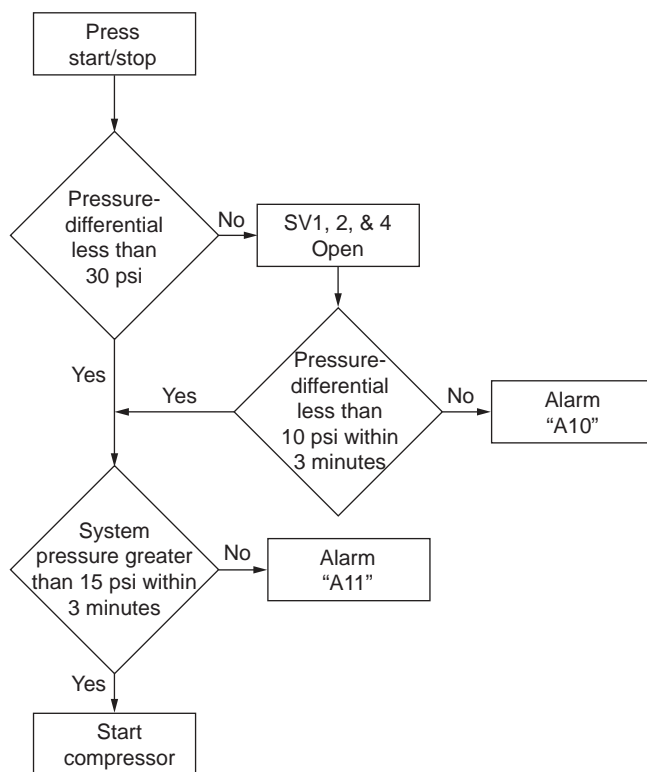 Press
start/stop
Pressure-
differential
less than
30 psi
No
SV1, 2, & 4
Open
Yes
Pressure-
differential
less than
10 psi within
3 minutes
Yes
No
Alarm
“A10”
System
pressure greater
than 15 psi within
3 minutes
No
Alarm
“A11”
Yes
Start
compressor